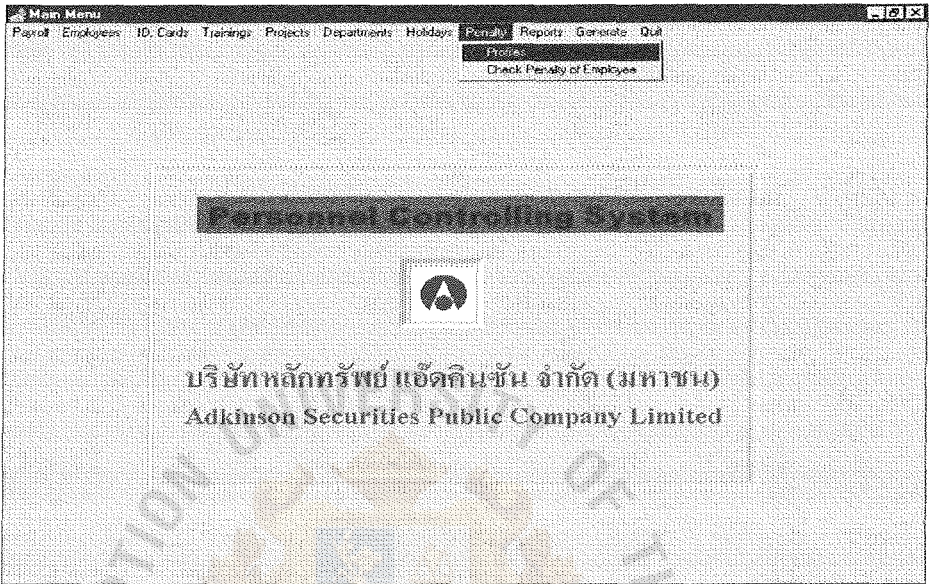 Main Menu
Payroll Employees ID. Cards Trainings Projects Departments Holidays Penalty Reports Generate Quit
Profiles
Check Penalty of Employee
Personnel Controlling System
บริษัทหลักทรัพย์ แอ๊ดคินซัน จำกัด (มหาชน)
Adkinson Securities Public Company Limited
UNIVERSITY OF